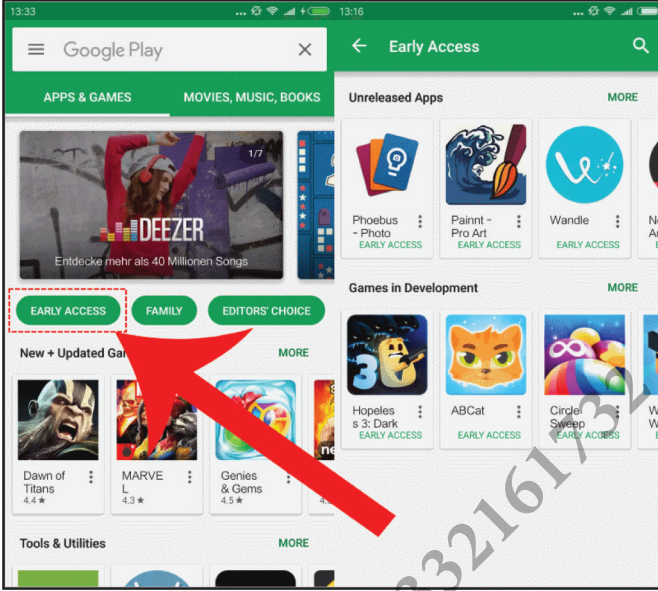 13:33
Google Play
APPS & GAMES
MOVIES, MUSIC, BOOKS
1/7
DEEZER
Entdecke mehr als 40 Millionen Songs
EARLY ACCESS
FAMILY
EDITORS' CHOICE
New + Updated Ga
MORE
Dawn of
Titans
4.4★
MARVE
L
4.3★
Genies
& Gems
4.5★
Tools & Utilities
MORE
13:16
Early Access
Unreleased Apps
MORE
Phoebus
- Photo
EARLY ACCESS
Painnt -
Pro Art
EARLY ACCESS
Wandle
EARLY ACCESS
Games in Development
MORE
3
Hopeles
s 3: Dark
EARLY ACCESS
ABCat
EARLY ACCESS
Circle
Sweep
EARLY ACCESS
332161732